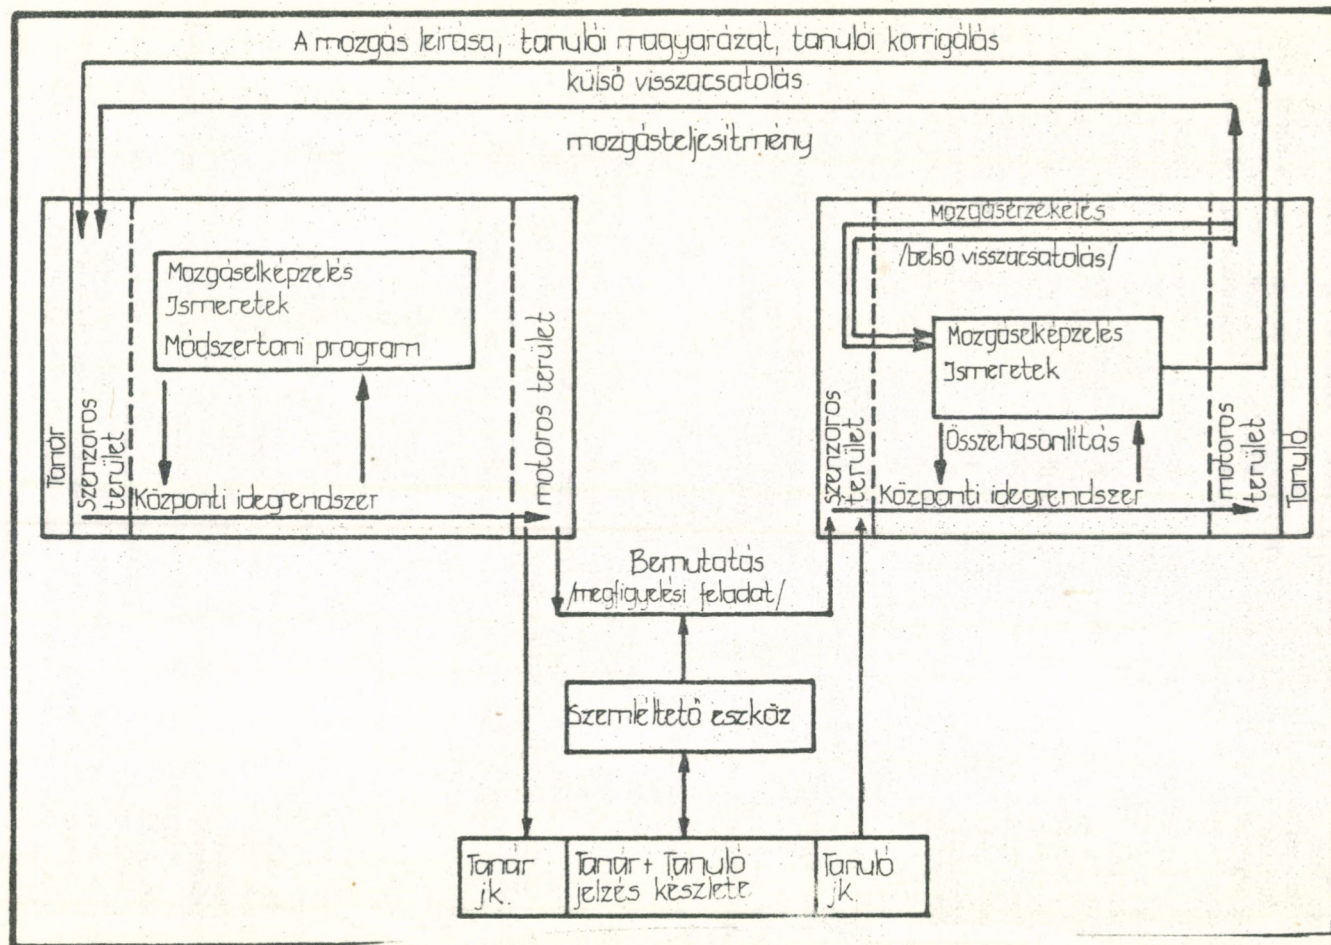 A mozgás leírása, tanulói magyarázat, tanulói korrigálás
külső visszacsatolás
mozgásteljesítmény
Tanár
Szenzoros
terület
Mozgáselképzelés
Ismeretek
Módszertani program
Központi idegrendszer
motoros terület
Mozgásérzékelés
/belső visszacsatolás/
Mozgáselképzelés
Ismeretek
Összehasonlítás
Központi idegrendszer
szenzoros
terület
motoros
terület
Tanuló
Bemutatás
/megfigyelési feladat/
Szemléltető eszköz
Tanár
jk.
Tanár + Tanuló
jelzés készlete
Tanuló
jk.